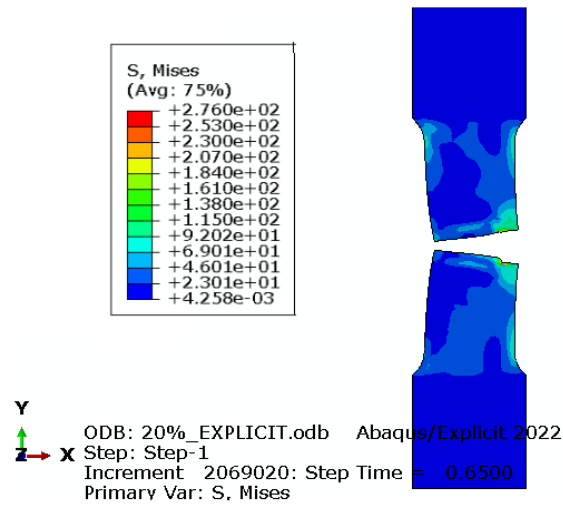 S, Mises
(Avg: 75%)
+2.760e+02
+2.530e+02
+2.300e+02
+2.070e+02
+1.840e+02
+1.610e+02
+1.380e+02
+1.150e+02
+9.202e+01
+6.901e+01
+4.601e+01
+2.301e+01
+4.258e-03
Y
Z X
ODB: 20%_EXPLICIT.odb Abaqus/Explicit 2022
Step: Step-1
Increment 2069020: Step Time = 0.6500
Primary Var: S, Mises